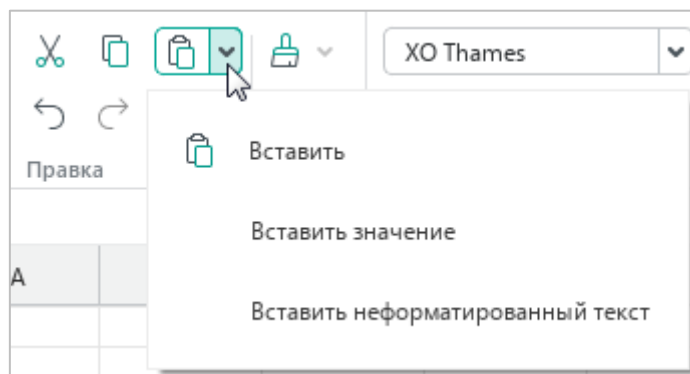 XO Thames
Правка
Вставить
Вставить значение
A
Вставить неформатированный текст